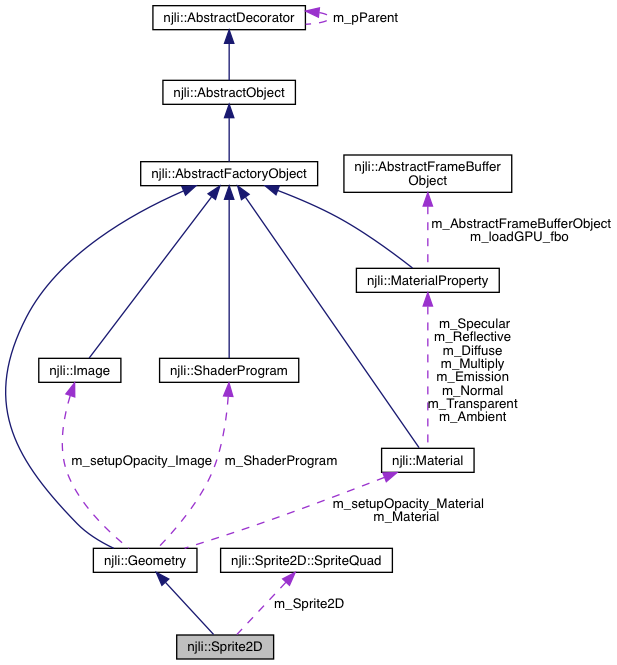 njli::AbstractDecorator
m_pParent
njli::AbstractObject
njli::AbstractFactoryObject
njli::AbstractFrameBuffer
Object
m_AbstractFrameBufferObject
m_loadGPU_fbo
njli::MaterialProperty
m_Specular
m_Reflective
m_Diffuse
m_Multiply
m_Emission
m_Normal
m_Transparent
m_Ambient
njli::Image
njli::ShaderProgram
m_setupOpacity_Image
m_ShaderProgram
njli::Material
m_setupOpacity_Material
m_Material
njli::Geometry
njli::Sprite2D::SpriteQuad
m_Sprite2D
njli::Sprite2D